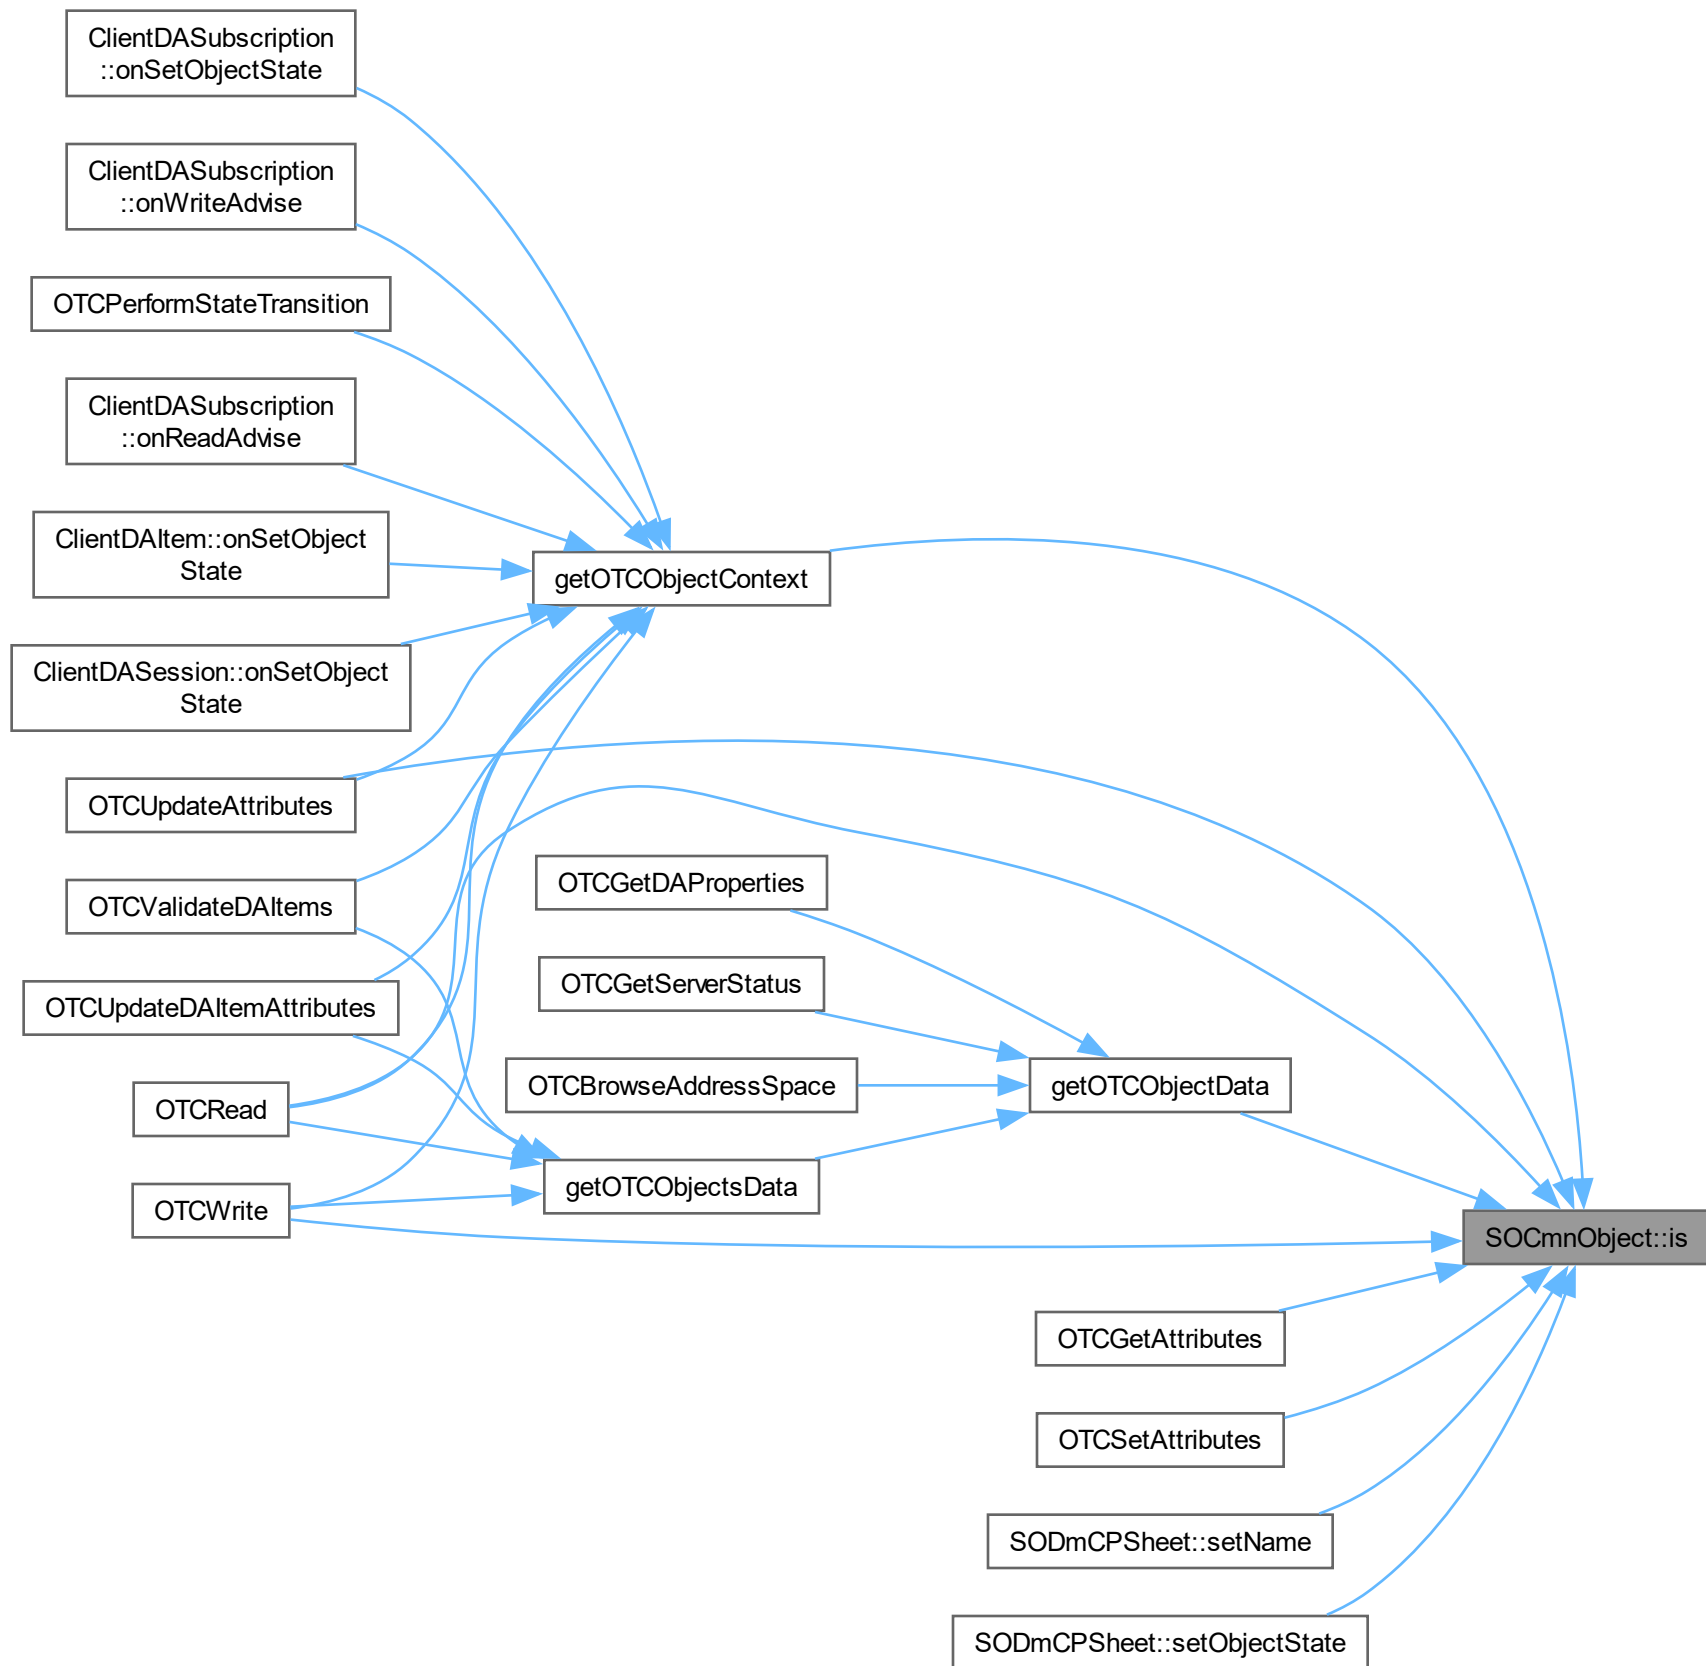 ClientDASubscription
::onSetObjectState
ClientDASubscription
::onWriteAdvise
OTCPerformStateTransition
ClientDASubscription
::onReadAdvise
ClientDAItem::onSetObject
State
getOTCObjectContext
ClientDASession::onSetObject
State
OTCUpdateAttributes
OTCGetDAProperties
OTCValidateDAItems
OTCGetServerStatus
OTCUpdateDAItemAttributes
OTCBrowseAddressSpace
getOTCObjectData
OTCRead
getOTCObjectsData
OTCWrite
SOCmnObject::is
OTCGetAttributes
OTCSetAttributes
SODmCPSheet::setName
SODmCPSheet::setObjectState